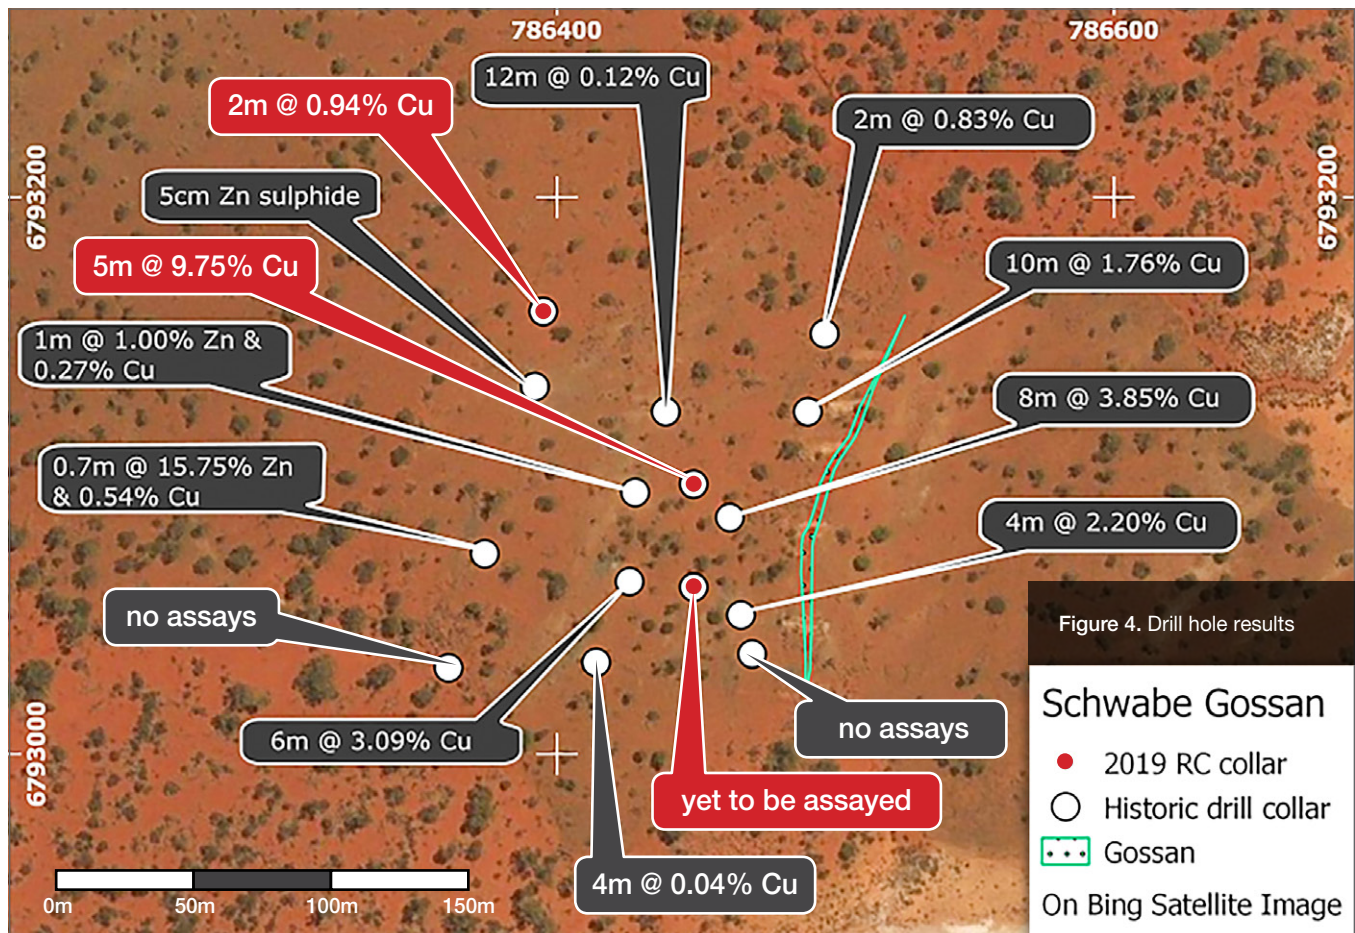 786400
786600
12m @ 0.12% Cu
2m @ 0.94% Cu
2m @ 0.83% Cu
6793200
6793200
5cm Zn sulphide
5m @ 9.75% Cu
10m @ 1.76% Cu
1m @ 1.00% Zn &
0.27% Cu
8m @ 3.85% Cu
0.7m @ 15.75% Zn
& 0.54% Cu
4m @ 2.20% Cu
no assays
6m @ 3.09% Cu
no assays
6793000
yet to be assayed
4m @ 0.04% Cu
0m
50m
100m
150m
Figure 4. Drill hole results
Schwabe Gossan
2019 RC collar
Historic drill collar
Gossan
On Bing Satellite Image